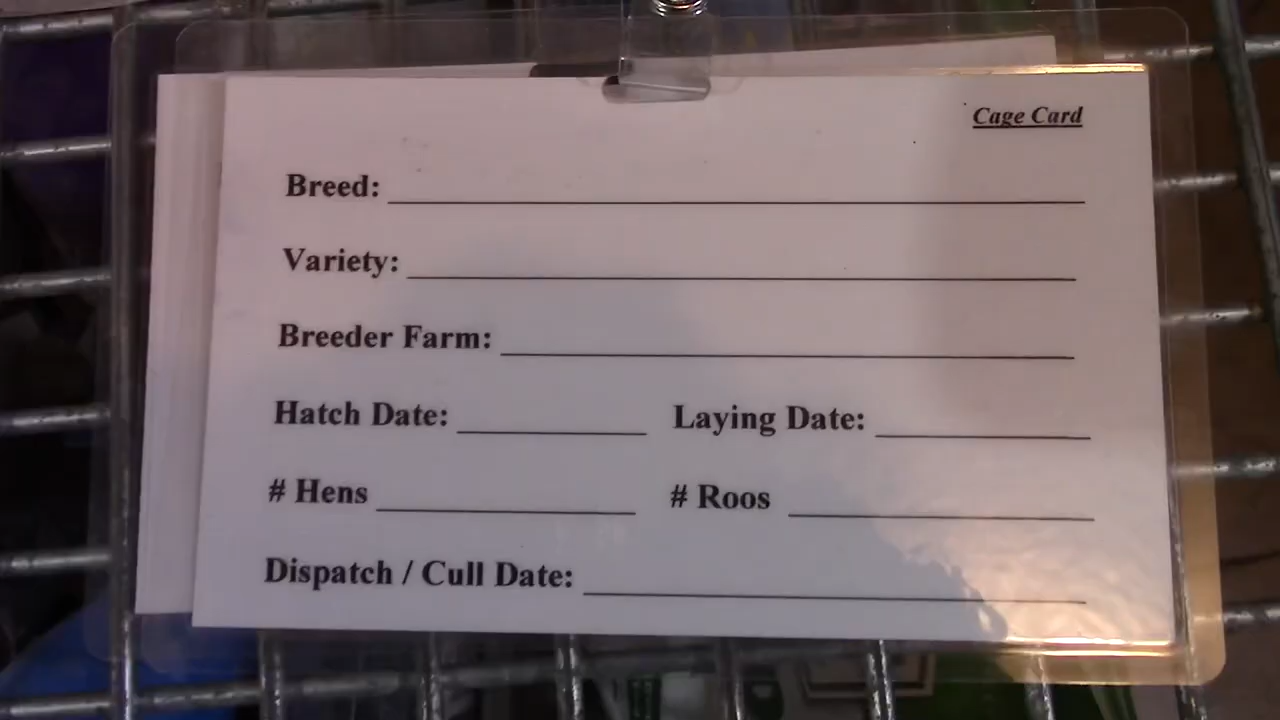 Cage Card
Breed:
Variety:
Breeder Farm:
Hatch Date: Laying Date:
# Hens # Roos
Dispatch / Cull Date: